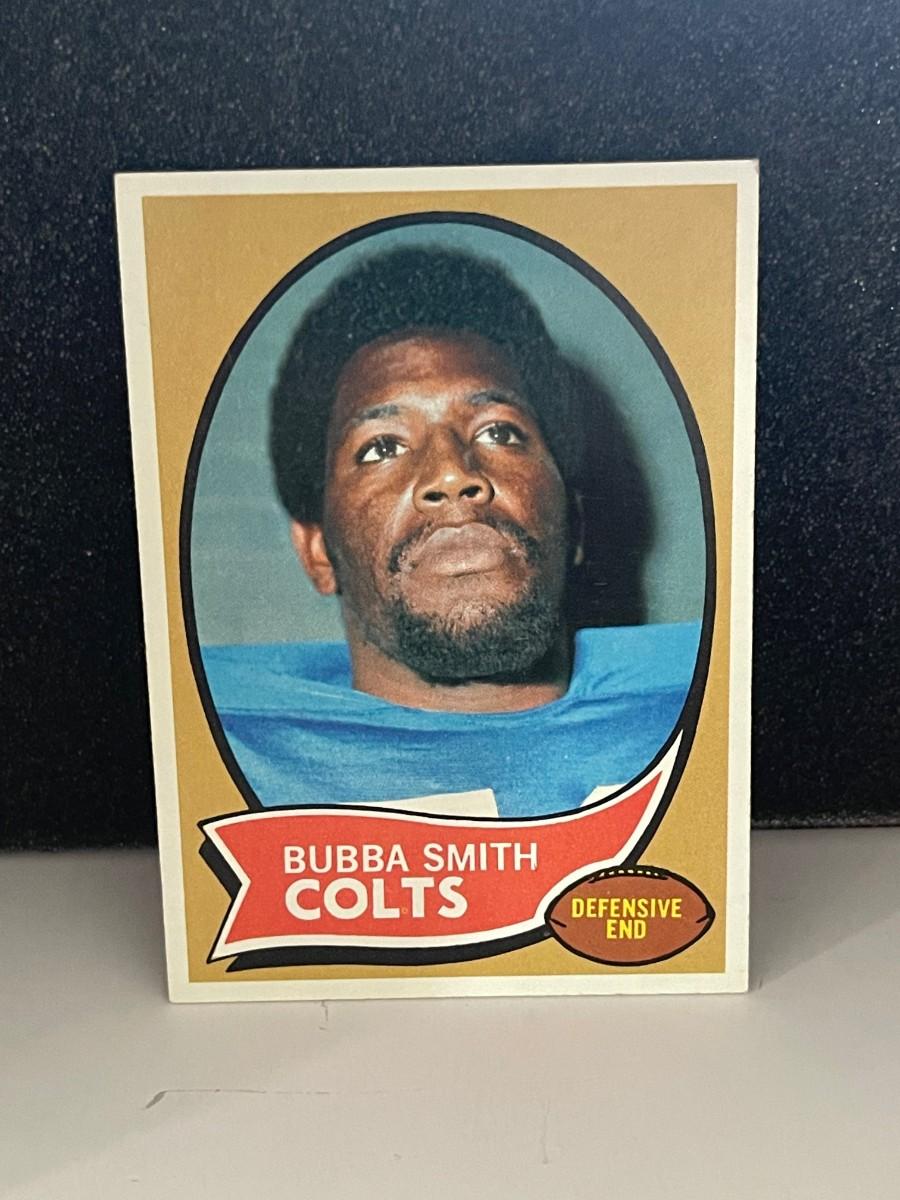 BUBBA SMITH
COLTS
DEFENSIVE
END